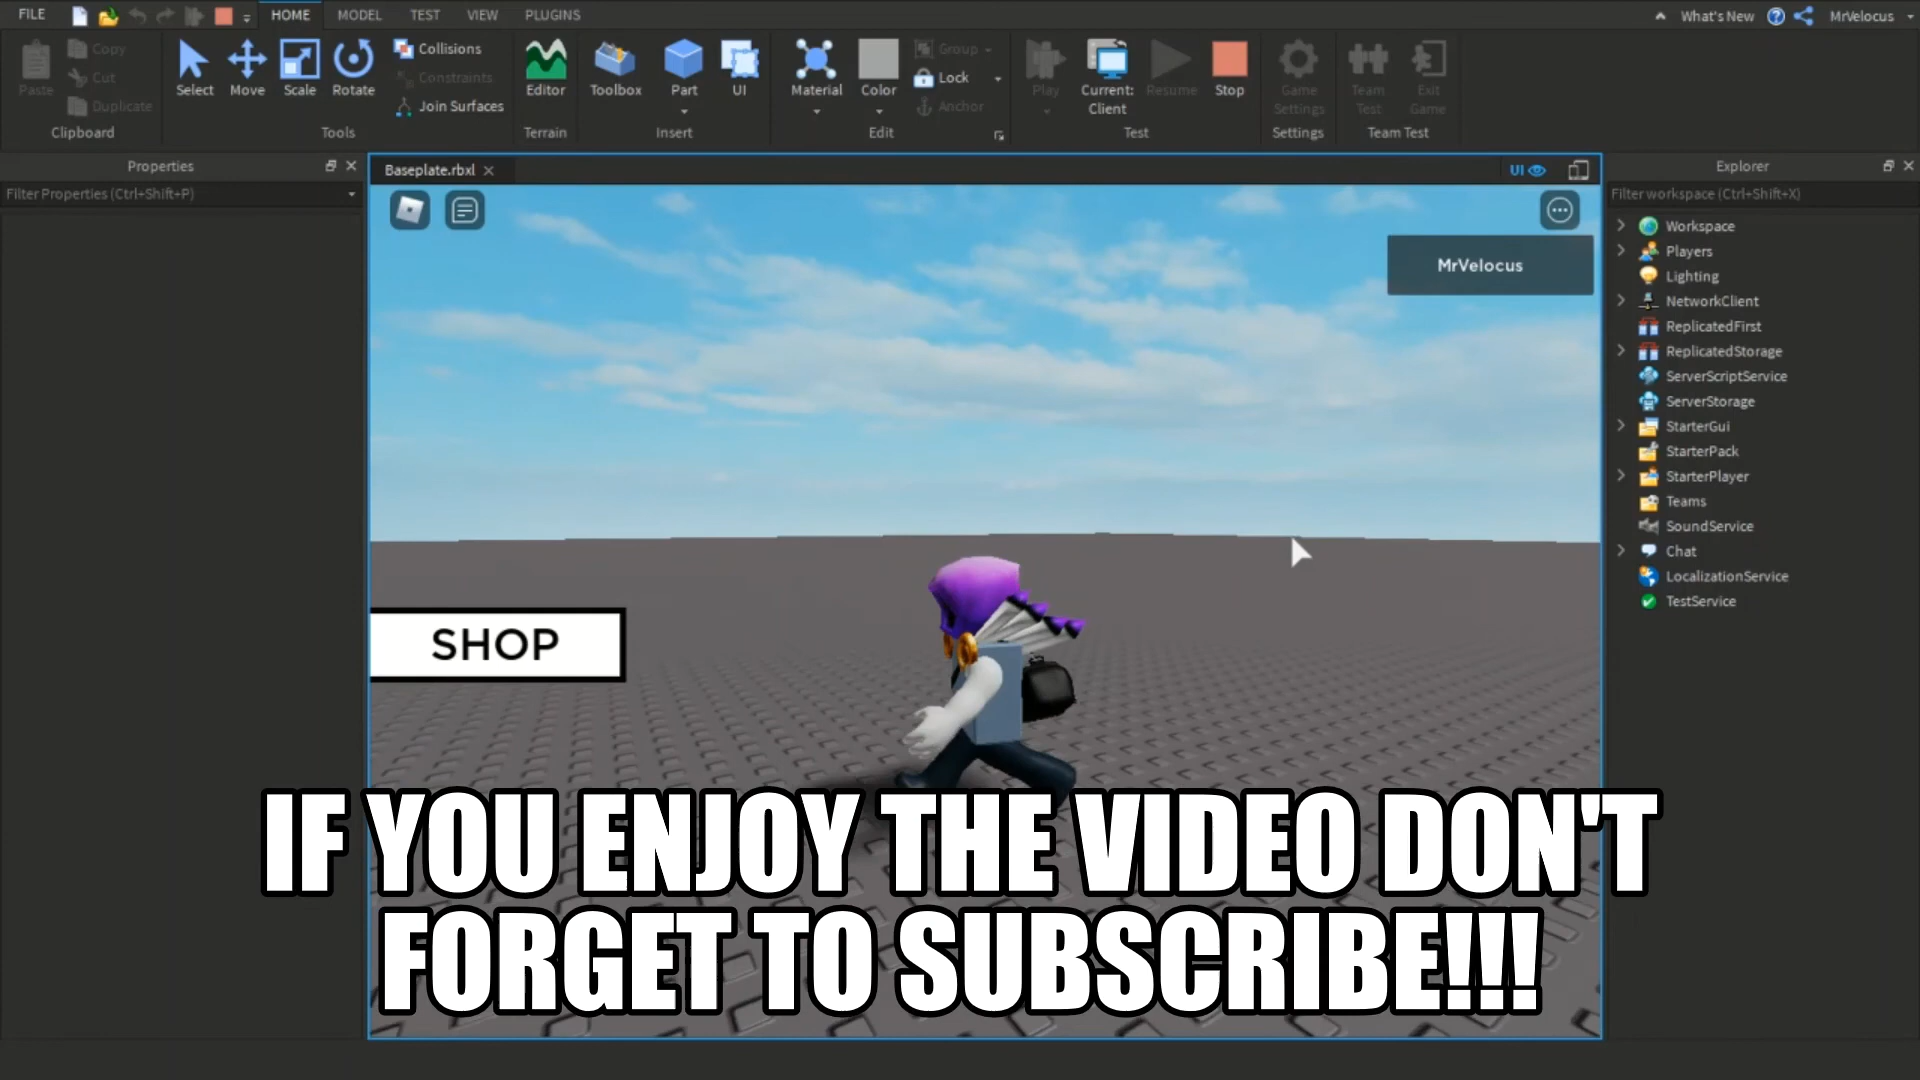 FILE HOME MODEL TEST VIEW PLUGINS What's New MrVelocus
Paste Copy Cut Duplicate Clipboard
Select Move Scale Rotate Collisions Constraints Join Surfaces Tools
Editor Terrain
Toolbox Part UI Insert
Material Color Group Lock Anchor Edit
Play Current: Client Resume Stop Test
Game Settings Settings
Team Test Exit Game Team Test
Properties
Filter Properties (Ctrl+Shift+P)
Baseplate.rbxl
UI
MrVelocus
SHOP
IF YOU ENJOY THE VIDEO DON'T
FORGET TO SUBSCRIBE!!!
Explorer
Filter workspace (Ctrl+Shift+X)
Workspace
Players
Lighting
NetworkClient
ReplicatedFirst
ReplicatedStorage
ServerScriptService
ServerStorage
StarterGui
StarterPack
StarterPlayer
Teams
SoundService
Chat
LocalizationService
TestService